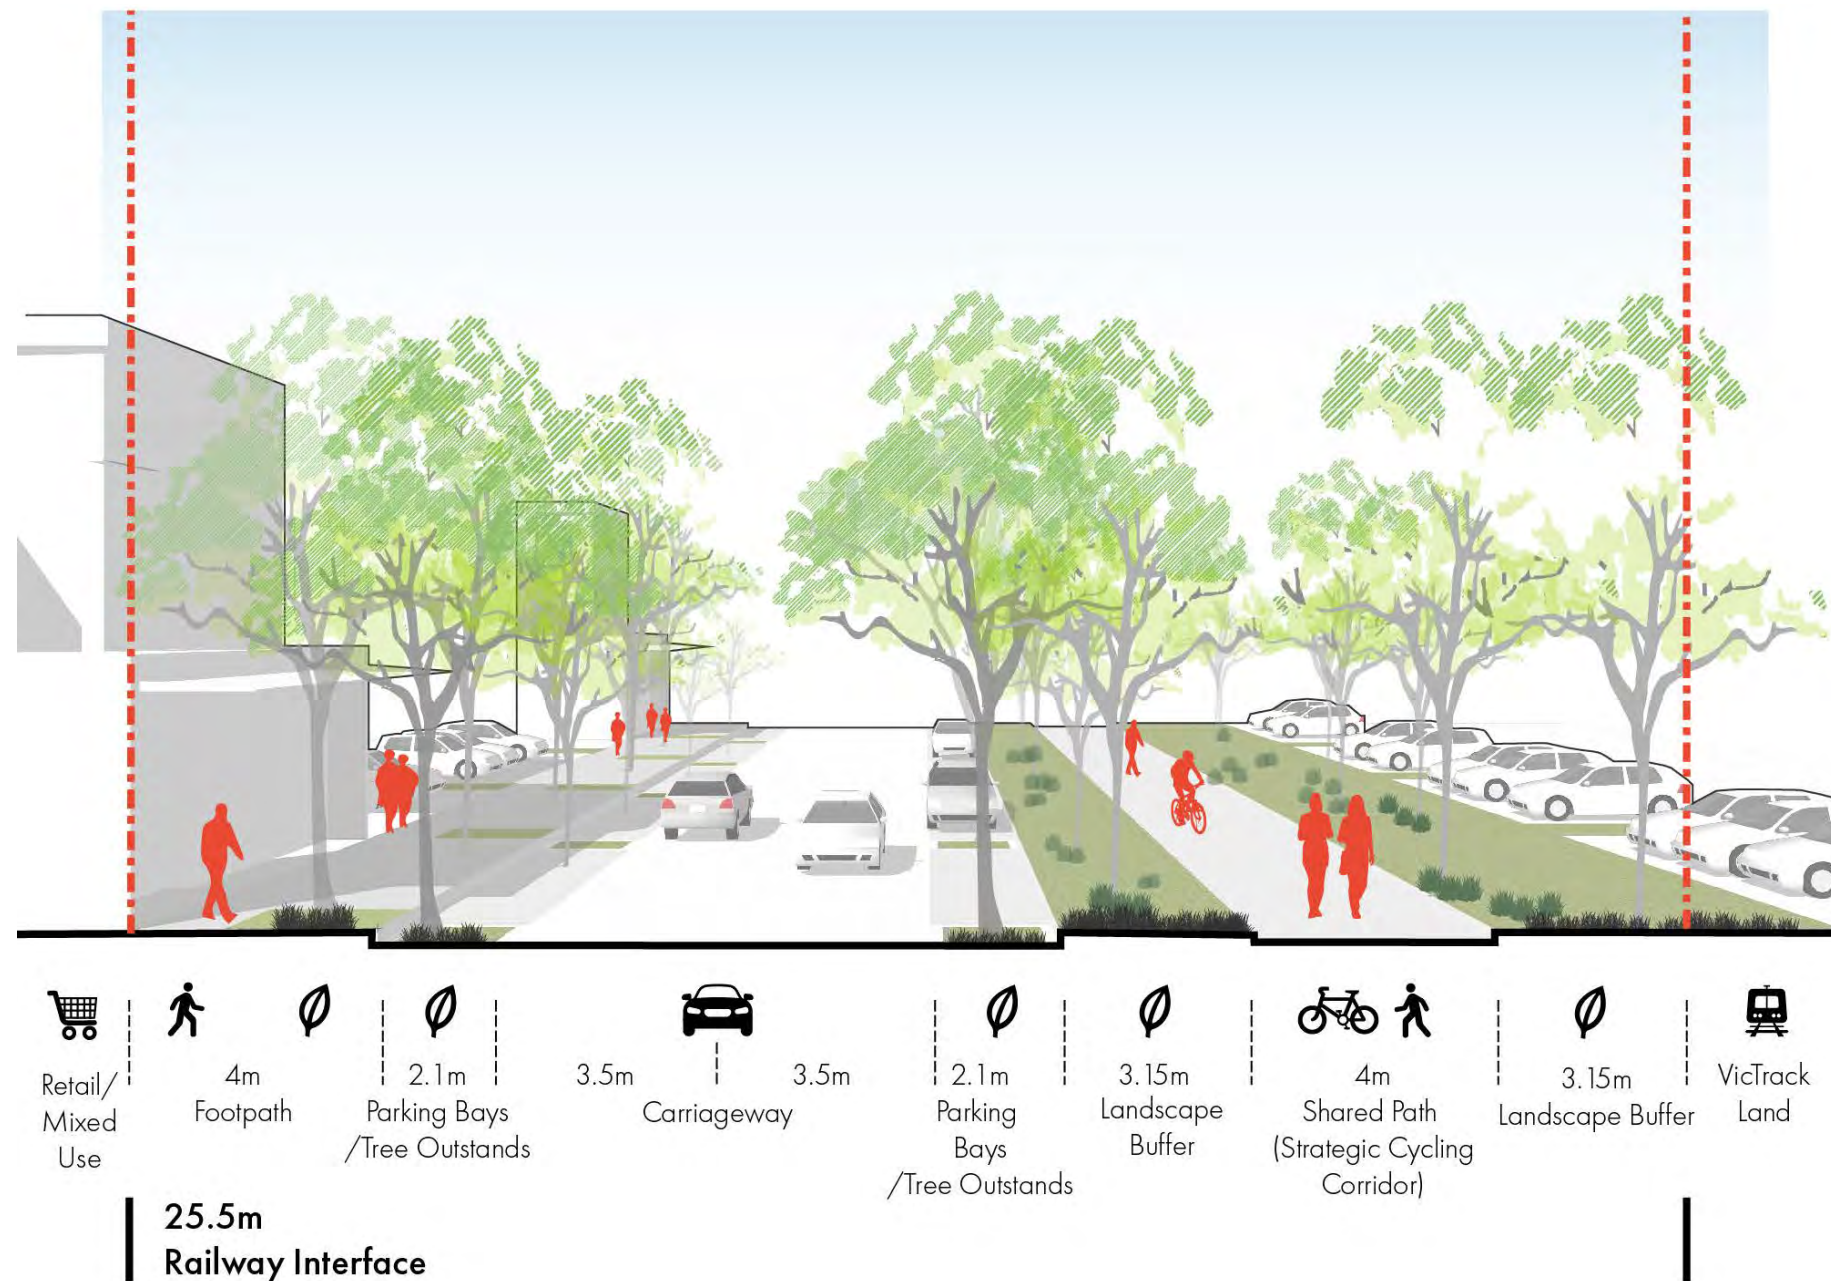 Retail/
Mixed
Use
4m
Footpath
2.1m
Parking Bays
/Tree Outstands
3.5m
3.5m
Carriageway
2.1m
Parking
Bays
/Tree Outstands
3.15m
Landscape
Buffer
4m
Shared Path
(Strategic Cycling
Corridor)
3.15m
Landscape Buffer
VicTrack
Land
25.5m
Railway Interface